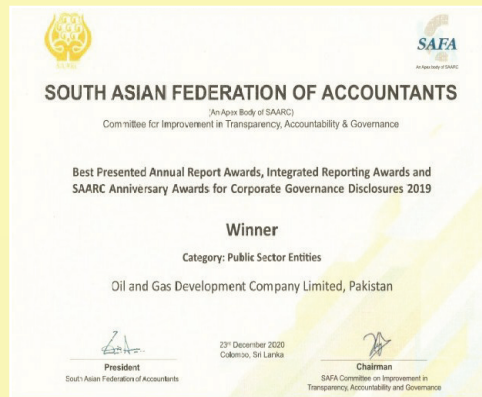 SAFA
An Apex body of SAARC
SOUTH ASIAN FEDERATION OF ACCOUNTANTS
(An Apex Body of SAARC)
Committee for Improvement in Transparency, Accountability & Governance
Best Presented Annual Report Awards, Integrated Reporting Awards and
SAARC Anniversary Awards for Corporate Governance Disclosures 2019
Winner
Category: Public Sector Entities
Oil and Gas Development Company Limited, Pakistan
23rd December 2020
Colombo, Sri Lanka
President
South Asian Federation of Accountants
Chairman
SAFA Committee on Improvement in
Transparency, Accountability and Governance